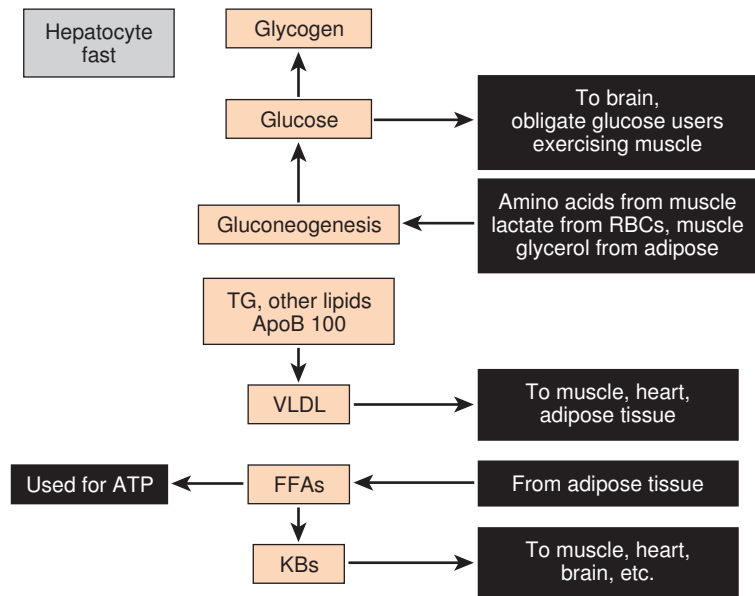 Hepatocyte
fast
Glycogen
Glucose
To brain,
obligate glucose users
exercising muscle
Gluconeogenesis
Amino acids from muscle
lactate from RBCs, muscle
glycerol from adipose
TG, other lipids
ApoB 100
VLDL
To muscle, heart,
adipose tissue
Used for ATP
FFAs
From adipose tissue
KBs
To muscle, heart,
brain, etc.